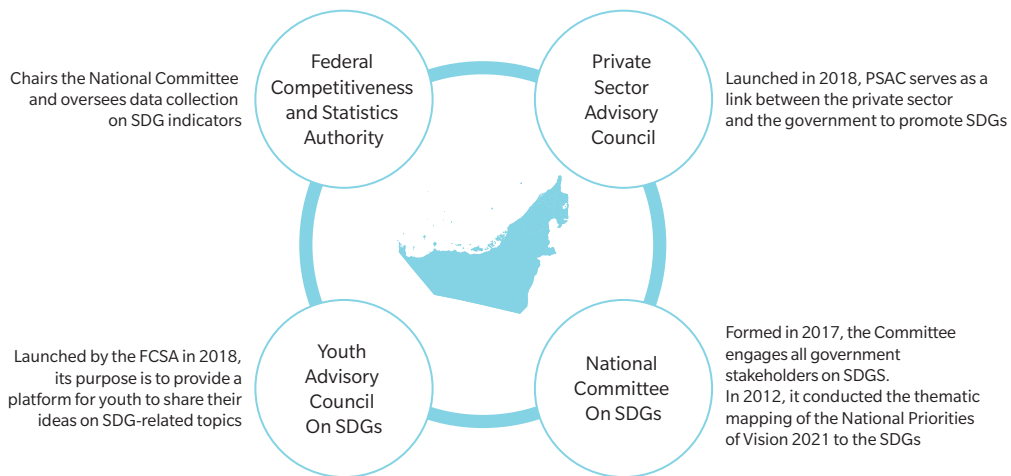 Chairs the National Committee
and oversees data collection
on SDG indicators
Federal
Competitiveness
and Statistics
Authority
Private
Sector
Advisory
Council
Launched in 2018, PSAC serves as a
link between the private sector
and the government to promote SDGs
Launched by the FCSA in 2018,
its purpose is to provide a
platform for youth to share their
ideas on SDG-related topics
Youth
Advisory
Council
On SDGs
National
Committee
On SDGs
Formed in 2017, the Committee
engages all government
stakeholders on SDGS.
In 2012, it conducted the thematic
mapping of the National Priorities
of Vision 2021 to the SDGs